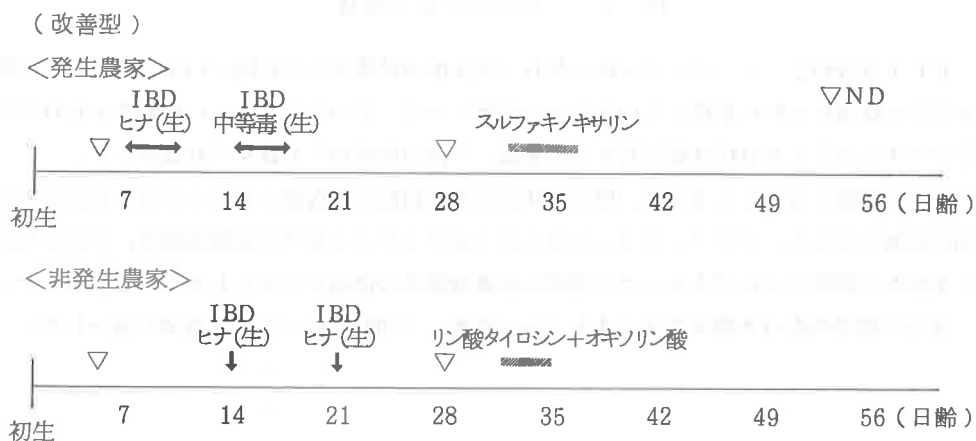 （改善型）
＜発生農家＞
▽ND
IBD
ヒナ(生)
IBD
中等毒(生)
スルファキノキサリン
▽ ▽
初生 7 14 21 28 35 42 49 56（日齢）
＜非発生農家＞
IBD
ヒナ(生)
IBD
ヒナ(生)
リン酸タイロシン＋オキソリン酸
▽ ▽
初生 7 14 21 28 35 42 49 56（日齢）